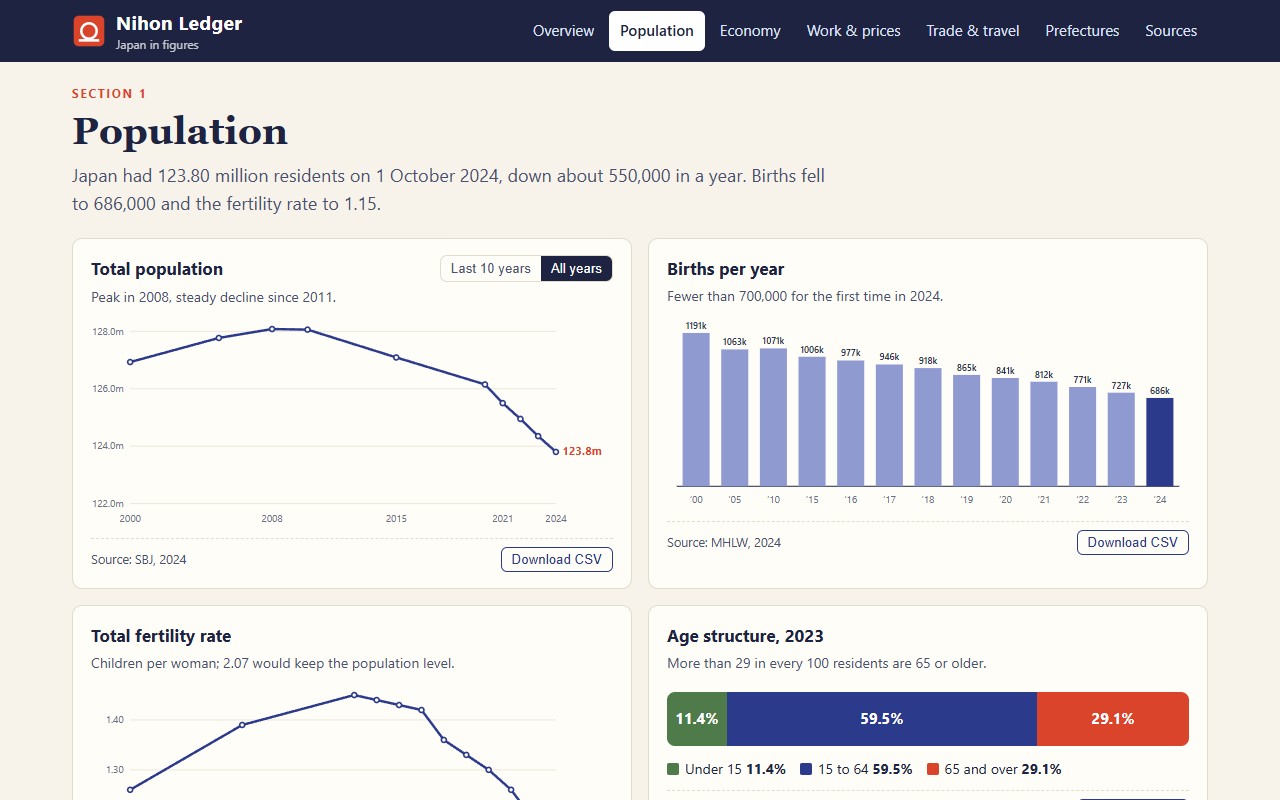 Nihon Ledger
Japan in figures
Overview Population Economy Work & prices Trade & travel Prefectures Sources
SECTION 1
Population
Japan had 123.80 million residents on 1 October 2024, down about 550,000 in a year. Births fell
to 686,000 and the fertility rate to 1.15.
Total population
Last 10 years All years
Peak in 2008, steady decline since 2011.
128.0m
126.0m
124.0m
123.8m
122.0m
2000 2008 2015 2021 2024
Source: SBJ, 2024
Download CSV
Births per year
Fewer than 700,000 for the first time in 2024.
1191k 1063k 1071k 1006k 977k 946k 918k 865k 841k 812k 771k 727k 686k
'00 '05 '10 '15 '16 '17 '18 '19 '20 '21 '22 '23 '24
Source: MHLW, 2024
Download CSV
Total fertility rate
Children per woman; 2.07 would keep the population level.
1.40
1.30
Age structure, 2023
More than 29 in every 100 residents are 65 or older.
11.4% 59.5% 29.1%
Under 15 11.4% 15 to 64 59.5% 65 and over 29.1%